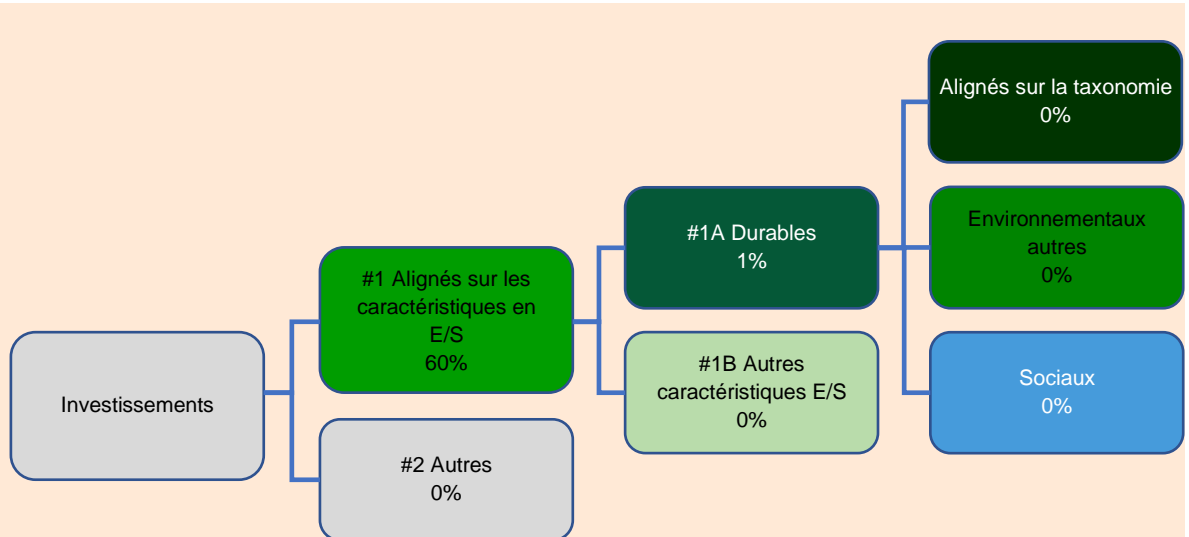 Investissements
#1 Alignés sur les
caractéristiques en
E/S
60%
#2 Autres
0%
#1A Durables
1%
#1B Autres
caractéristiques E/S
0%
Alignés sur la taxonomie
0%
Environnementaux
autres
0%
Sociaux
0%